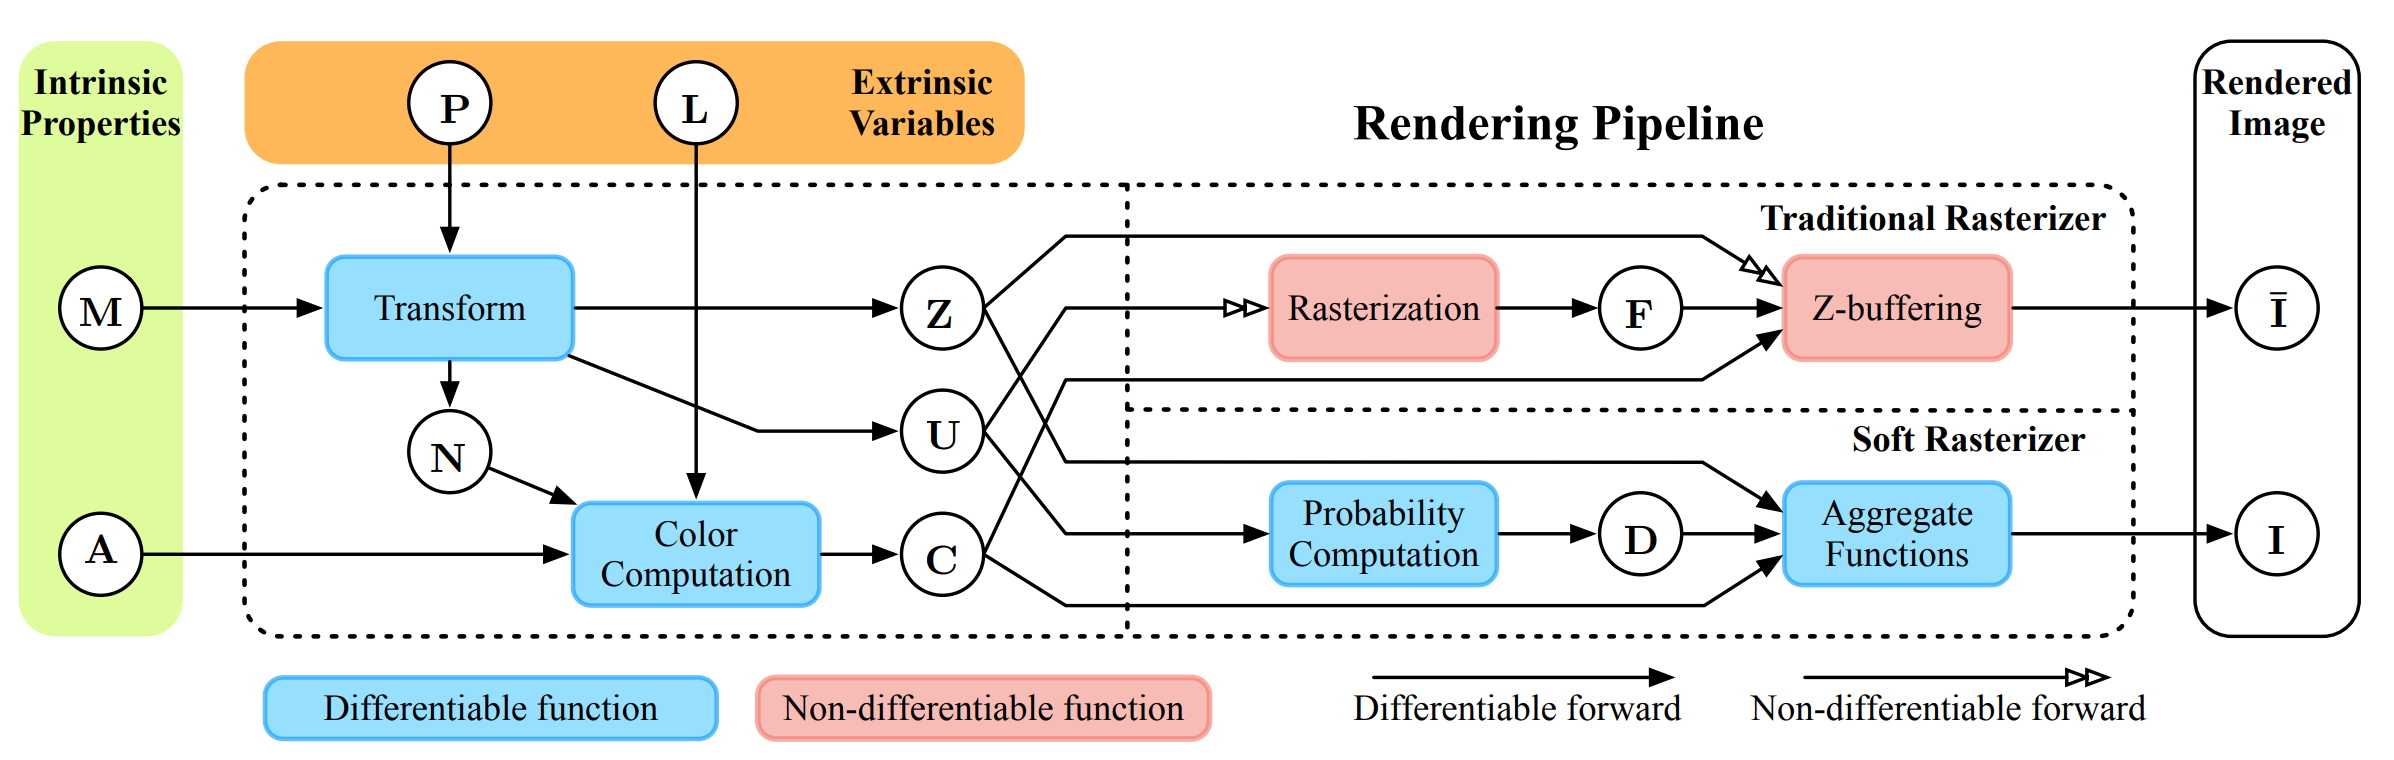 Intrinsic
Properties
P
L
Extrinsic
Variables
Rendering Pipeline
Rendered
Image
Traditional Rasterizer
M
Transform
Z
Rasterization
F
Z-buffering
Ī
N
U
Soft Rasterizer
A
Color
Computation
C
Probability
Computation
D
Aggregate
Functions
I
Differentiable function
Non-differentiable function
Differentiable forward
Non-differentiable forward